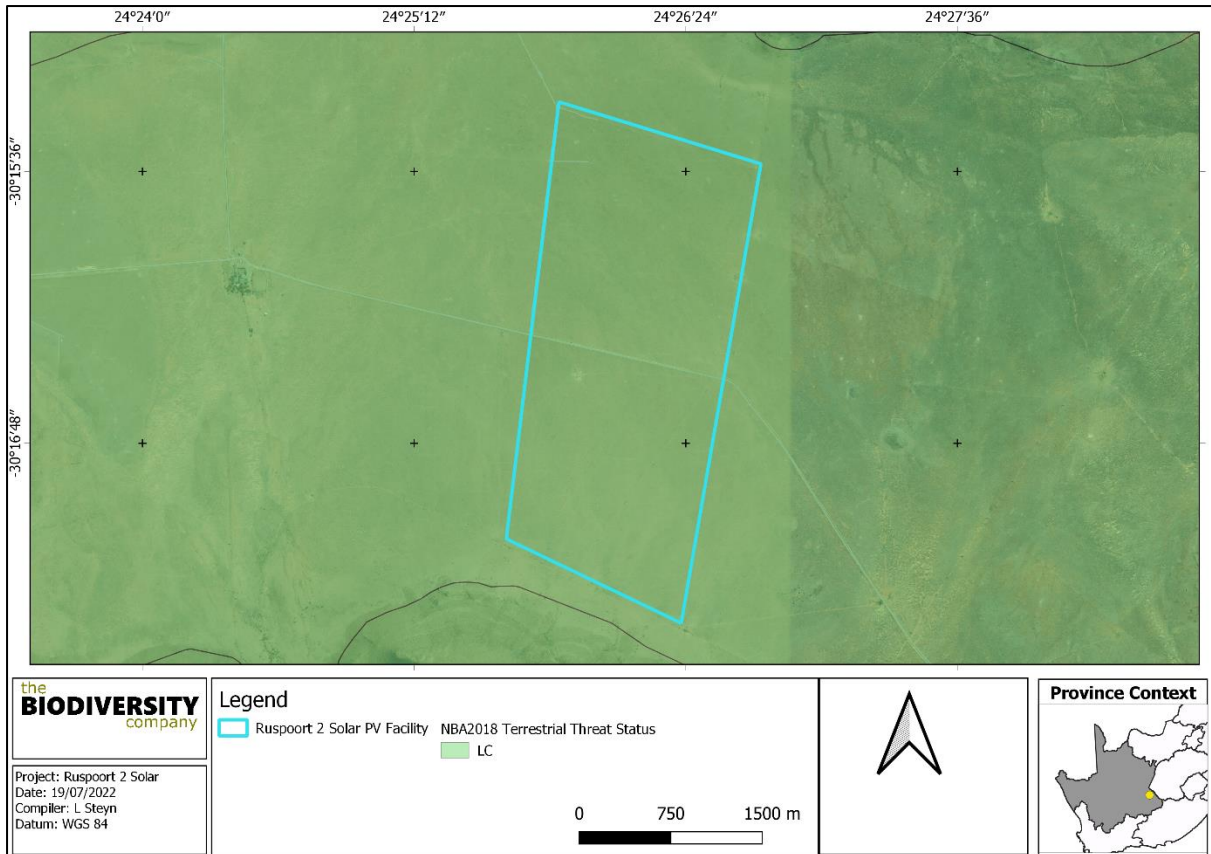 24°24′0″ 24°25′12″ 24°26′24″ 24°27′36″
-30°15′36″
-30°16′48″
the
BIODIVERSITY
company
Project: Ruspoort 2 Solar
Date: 19/07/2022
Compiler: L Steyn
Datum: WGS 84
Legend
Ruspoort 2 Solar PV Facility NBA2018 Terrestrial Threat Status
LC
0 750 1500 m
Province Context